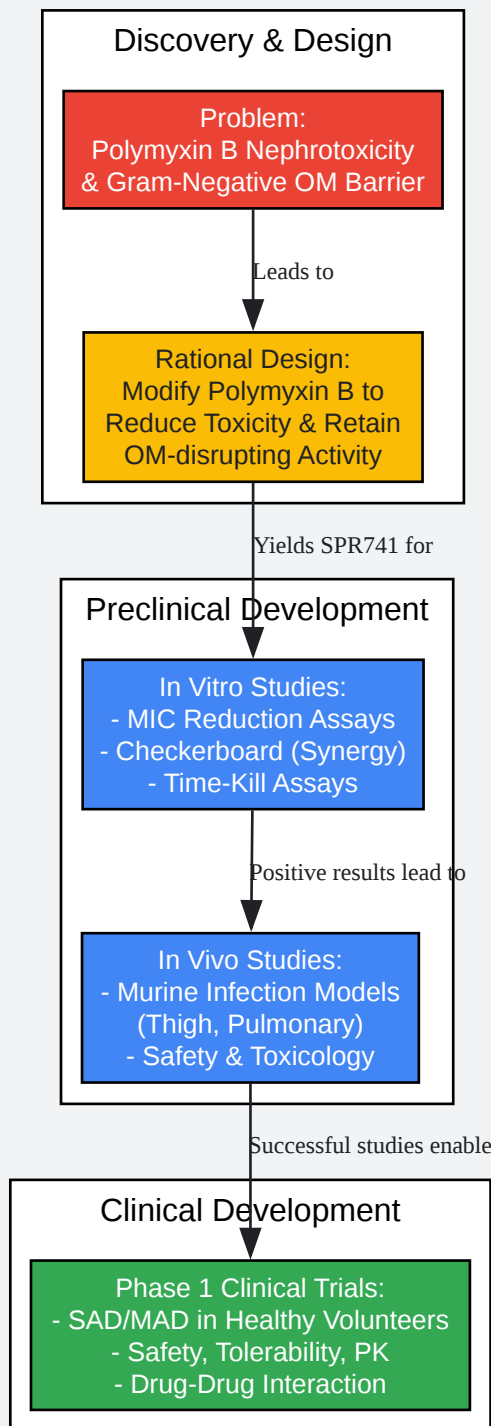 Discovery & Design
Problem:
Polymyxin B Nephrotoxicity
& Gram-Negative OM Barrier
Leads to
Rational Design:
Modify Polymyxin B to
Reduce Toxicity & Retain
OM-disrupting Activity
Yields SPR741 for
Preclinical Development
In Vitro Studies:
- MIC Reduction Assays
- Checkerboard (Synergy)
- Time-Kill Assays
Positive results lead to
In Vivo Studies:
- Murine Infection Models
(Thigh, Pulmonary)
- Safety & Toxicology
Successful studies enable
Clinical Development
Phase 1 Clinical Trials:
- SAD/MAD in Healthy Volunteers
- Safety, Tolerability, PK
- Drug-Drug Interaction